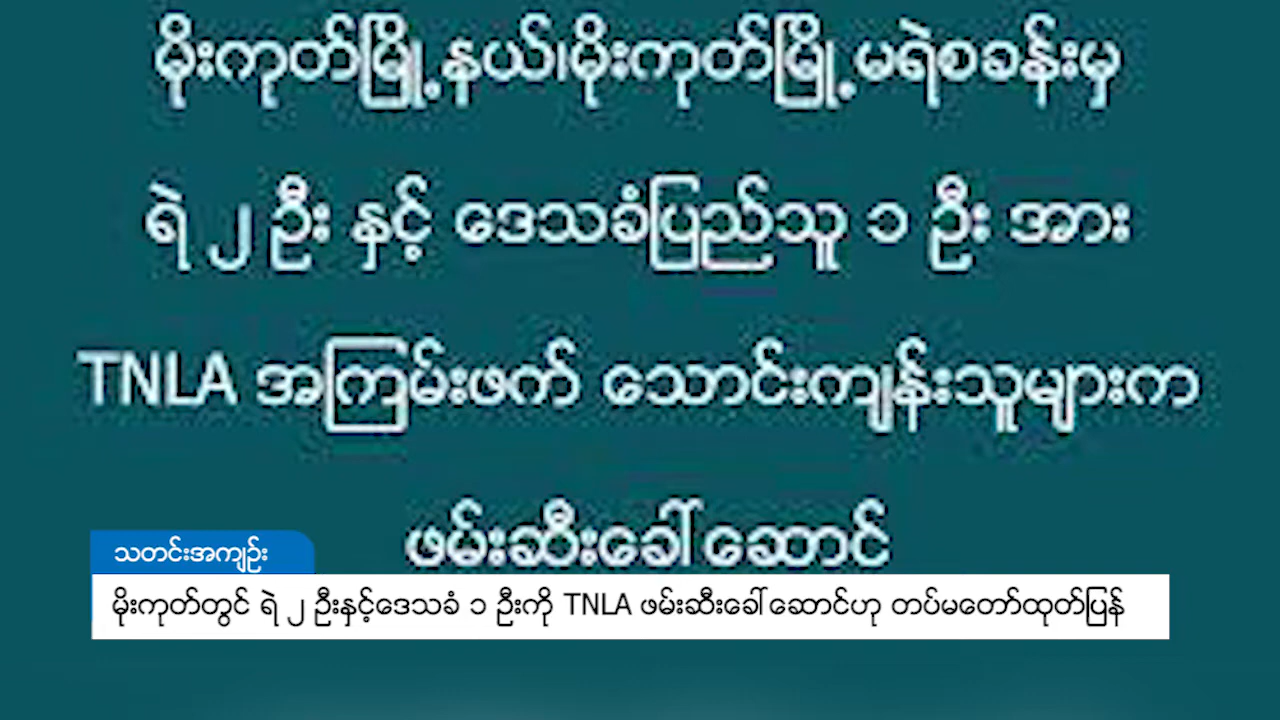 မိုးကုတ်မြို့နယ်၊မိုးကုတ်မြို့မရဲစခန်းမှ
ရဲ ၂ ဦး နှင့် ဒေသခံပြည်သူ ၁ ဦး အား
TNLA အကြမ်းဖက် သောင်းကျန်းသူများက
ဖမ်းဆီးခေါ်ဆောင်
သတင်းအကျဉ်း
မိုးကုတ်တွင် ရဲ ၂ ဦးနှင့်ဒေသခံ ၁ ဦးကို TNLA ဖမ်းဆီးခေါ်ဆောင်ဟု တပ်မတော်ထုတ်ပြန်